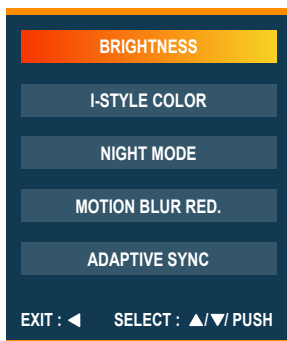 BRIGHTNESS
I-STYLE COLOR
NIGHT MODE
MOTION BLUR RED.
ADAPTIVE SYNC
EXIT : ◀ SELECT : ▲/▼/ PUSH